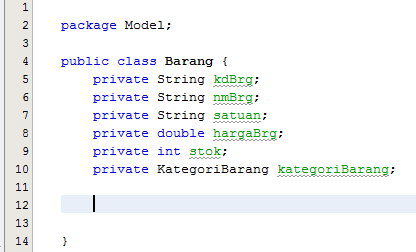 1
2 package Model;
3
4 public class Barang {
5 private String kdBrg;
6 private String nmBrg;
7 private String satuan;
8 private double hargaBrg;
9 private int stok;
10 private KategoriBarang kategoriBarang;
11
12
13
14 }